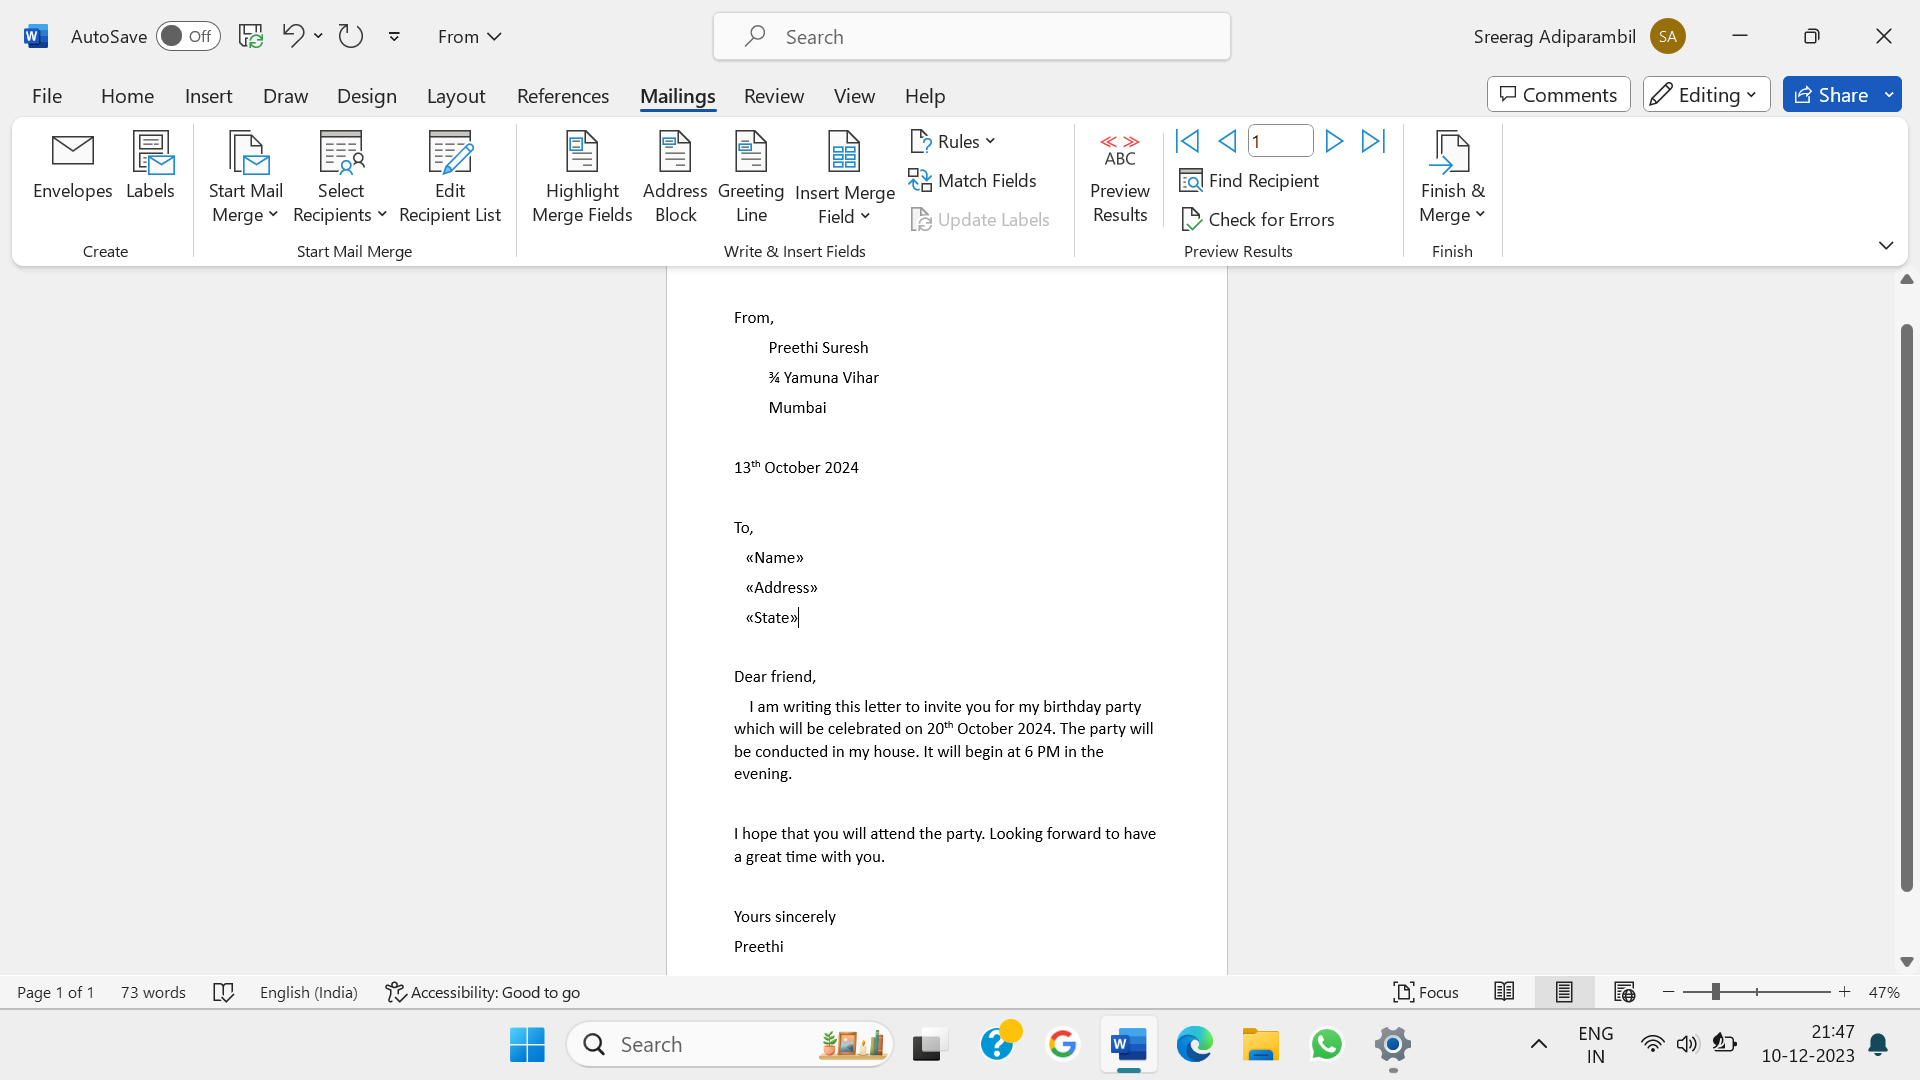 AutoSave Off From Search Sreerag Adiparambil SA
File Home Insert Draw Design Layout References Mailings Review View Help Comments Editing Share
Envelopes Labels Start Mail Merge Select Recipients Edit Recipient List Highlight Merge Fields Address Block Greeting Line Insert Merge Field Rules Match Fields Update Labels ABC Preview Results 1 Find Recipient Check for Errors Finish & Merge
Create Start Mail Merge Write & Insert Fields Preview Results Finish
From,
Preethi Suresh
¾ Yamuna Vihar
Mumbai
13th October 2024
To,
«Name»
«Address»
«State»
Dear friend,
I am writing this letter to invite you for my birthday party
which will be celebrated on 20th October 2024. The party will
be conducted in my house. It will begin at 6 PM in the
evening.
I hope that you will attend the party. Looking forward to have
a great time with you.
Yours sincerely
Preethi
Page 1 of 1 73 words English (India) Accessibility: Good to go Focus 47%
Search ENG 21:47
IN 10-12-2023